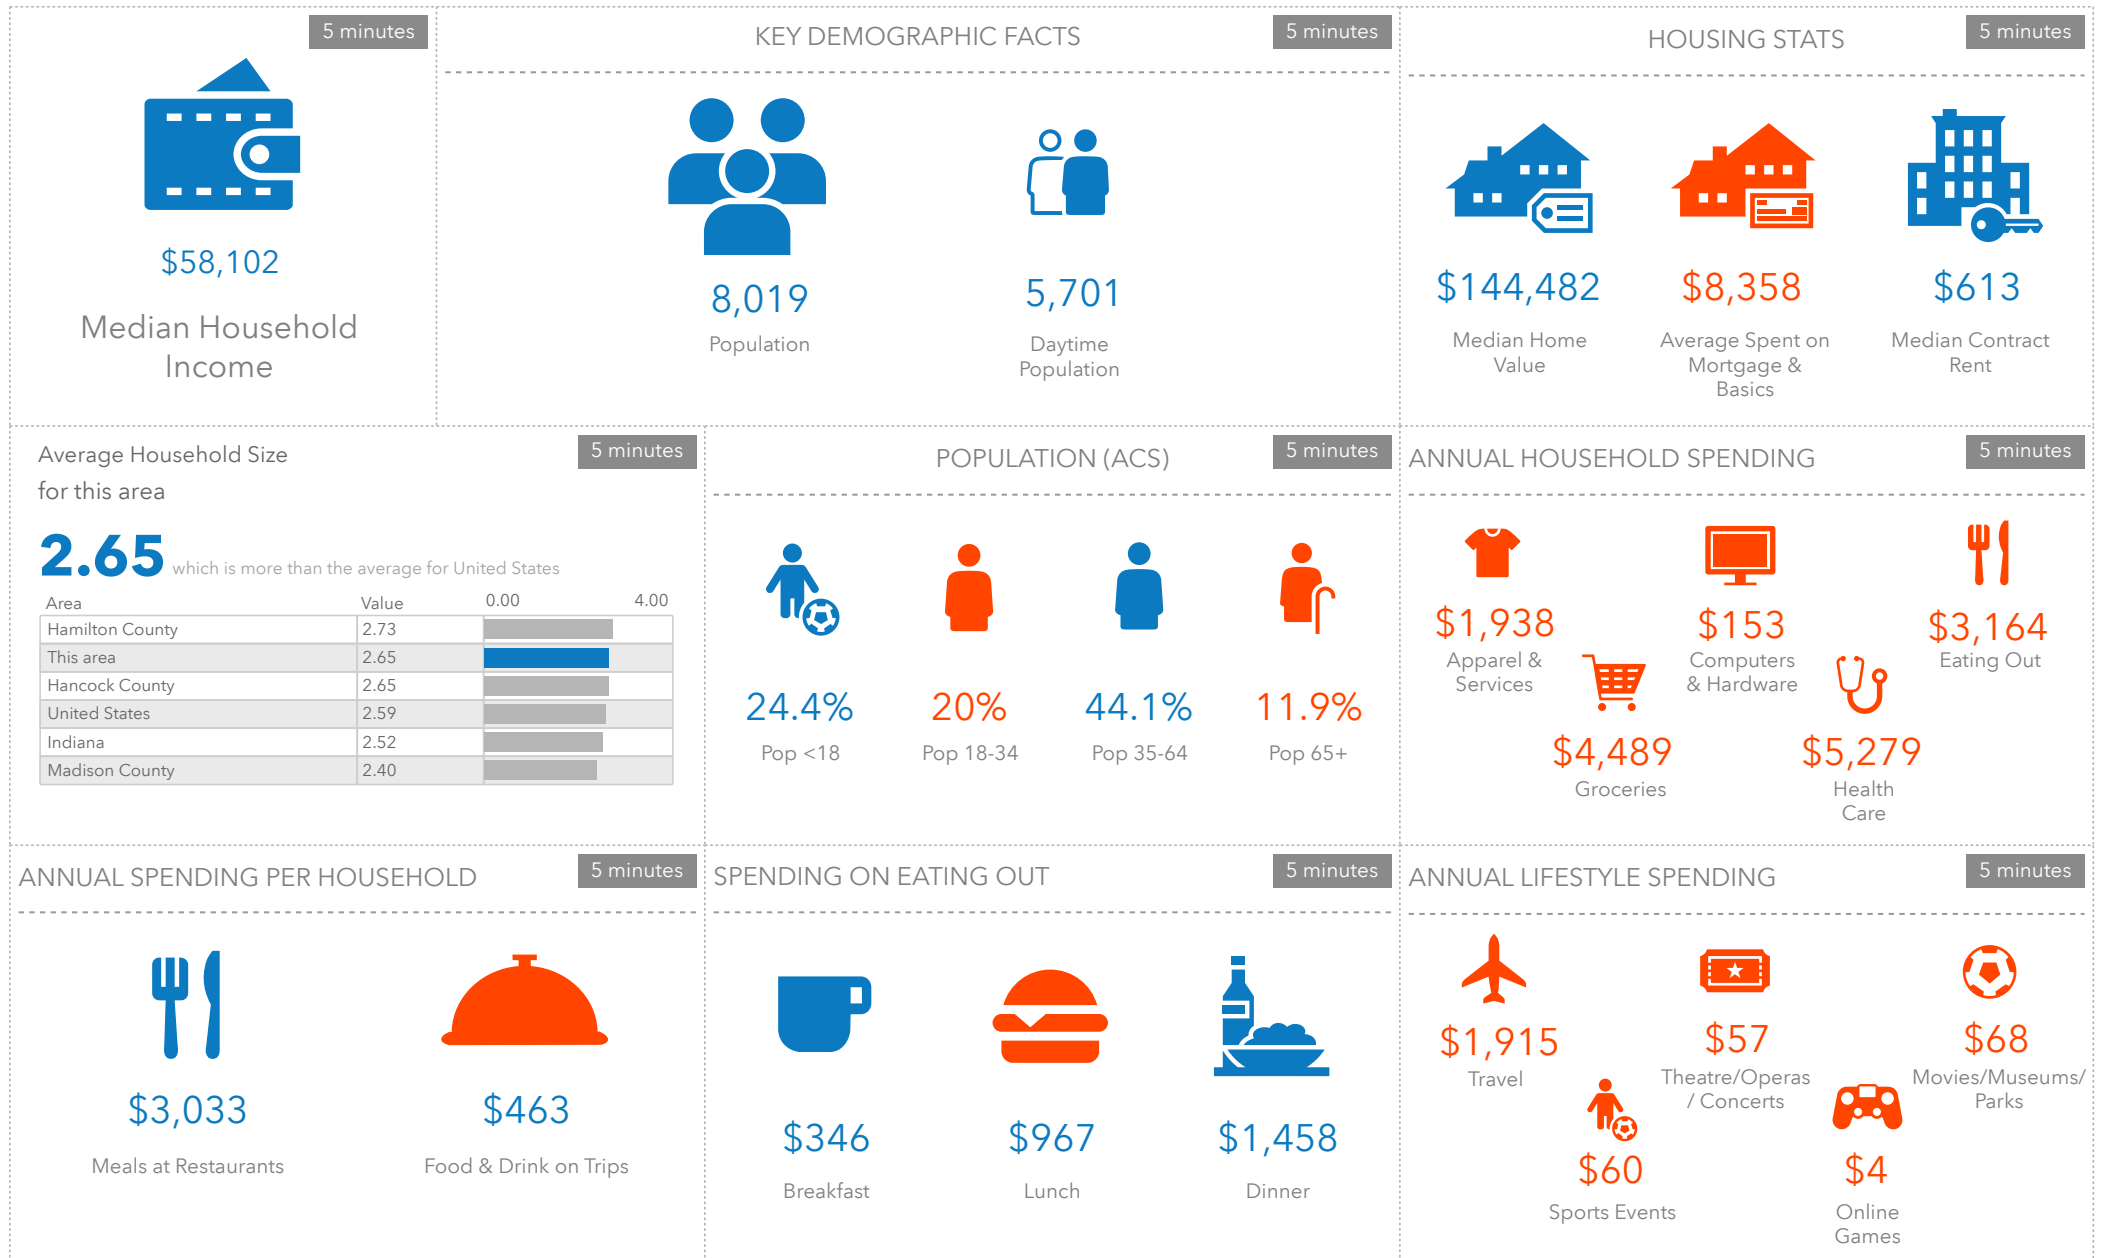 5 minutes
$58,102
Median Household
Income
KEY DEMOGRAPHIC FACTS
5 minutes
8,019
Population
5,701
Daytime
Population
HOUSING STATS
5 minutes
$144,482
Median Home
Value
$8,358
Average Spent on
Mortgage &
Basics
$613
Median Contract
Rent
Average Household Size
for this area
5 minutes
2.65 which is more than the average for United States
Area Value 0.00 4.00
Hamilton County 2.73
This area 2.65
Hancock County 2.65
United States 2.59
Indiana 2.52
Madison County 2.40
POPULATION (ACS)
5 minutes
24.4%
Pop <18
20%
Pop 18-34
44.1%
Pop 35-64
11.9%
Pop 65+
ANNUAL HOUSEHOLD SPENDING
5 minutes
$1,938
Apparel &
Services
$153
Computers
& Hardware
$3,164
Eating Out
$4,489
Groceries
$5,279
Health
Care
ANNUAL SPENDING PER HOUSEHOLD
5 minutes
$3,033
Meals at Restaurants
$463
Food & Drink on Trips
SPENDING ON EATING OUT
5 minutes
$346
Breakfast
$967
Lunch
$1,458
Dinner
ANNUAL LIFESTYLE SPENDING
5 minutes
$1,915
Travel
$57
Theatre/Operas
/ Concerts
$68
Movies/Museums/
Parks
$60
Sports Events
$4
Online
Games